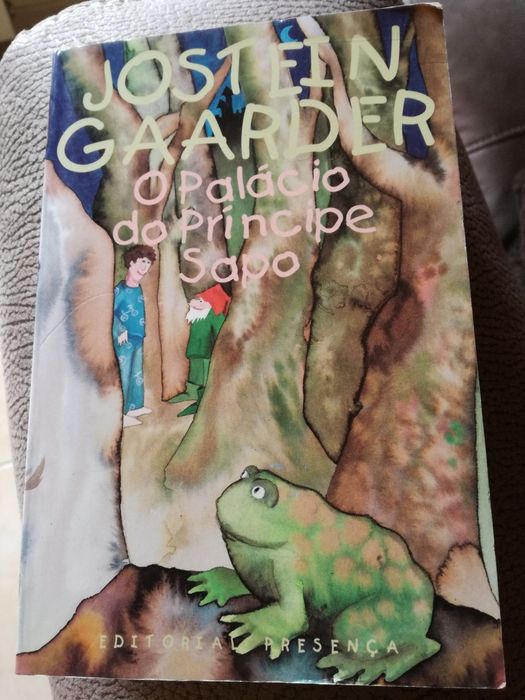 JOSTEIN
GAARDER
O Palácio
do Príncipe
Sapo
EDITORIAL PRESENÇA